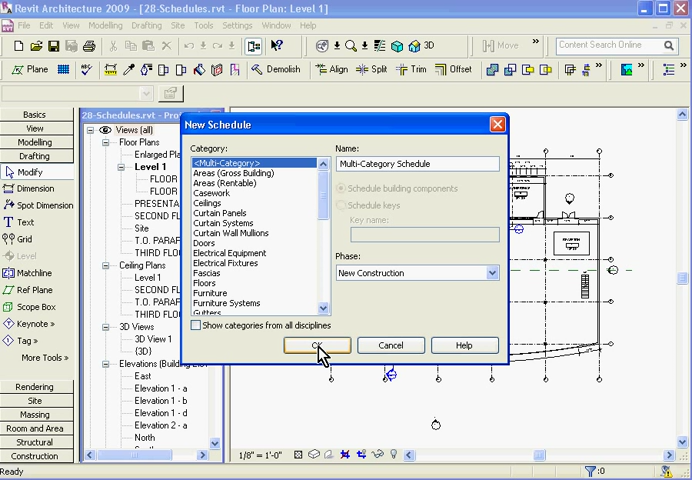 Revit Architecture 2009 - [28-Schedules.rvt - Floor Plan: Level 1]
File Edit View Modelling Drafting Site Tools Settings Window Help
3D Move » Content Search Online
Plane Demolish Align Split Trim Offset
Basics
View
Modelling
Drafting
Modify
Dimension
Spot Dimension
Text
Grid
Level
Matchline
Ref Plane
Scope Box
Keynote »
Tag »
More Tools »
Rendering
Site
Massing
Room and Area
Structural
Construction
Views (all)
Floor Plans
Enlarged Pla
Level 1
FLOOR
FLOOR
PRESENTA
SECOND FL
Site
T.O. PARAF
THIRD FLO
Ceiling Plans
Level 1
SECOND FL
T.O. PARAF
THIRD FLO
3D Views
3D View 1
{3D}
Elevations (Building
East
Elevation 1 - a
Elevation 1 - b
Elevation 1 - d
Elevation 2 - a
North
New Schedule
Category:
<Multi-Category>
Areas (Gross Building)
Areas (Rentable)
Casework
Ceilings
Curtain Panels
Curtain Systems
Curtain Wall Mullions
Doors
Electrical Equipment
Electrical Fixtures
Fascias
Floors
Furniture
Furniture Systems
Gutters
Show categories from all disciplines
Name:
Multi-Category Schedule
Schedule building components
Schedule keys
Key name:
Phase:
New Construction
OK Cancel Help
1/8" = 1'-0"
Ready
:0